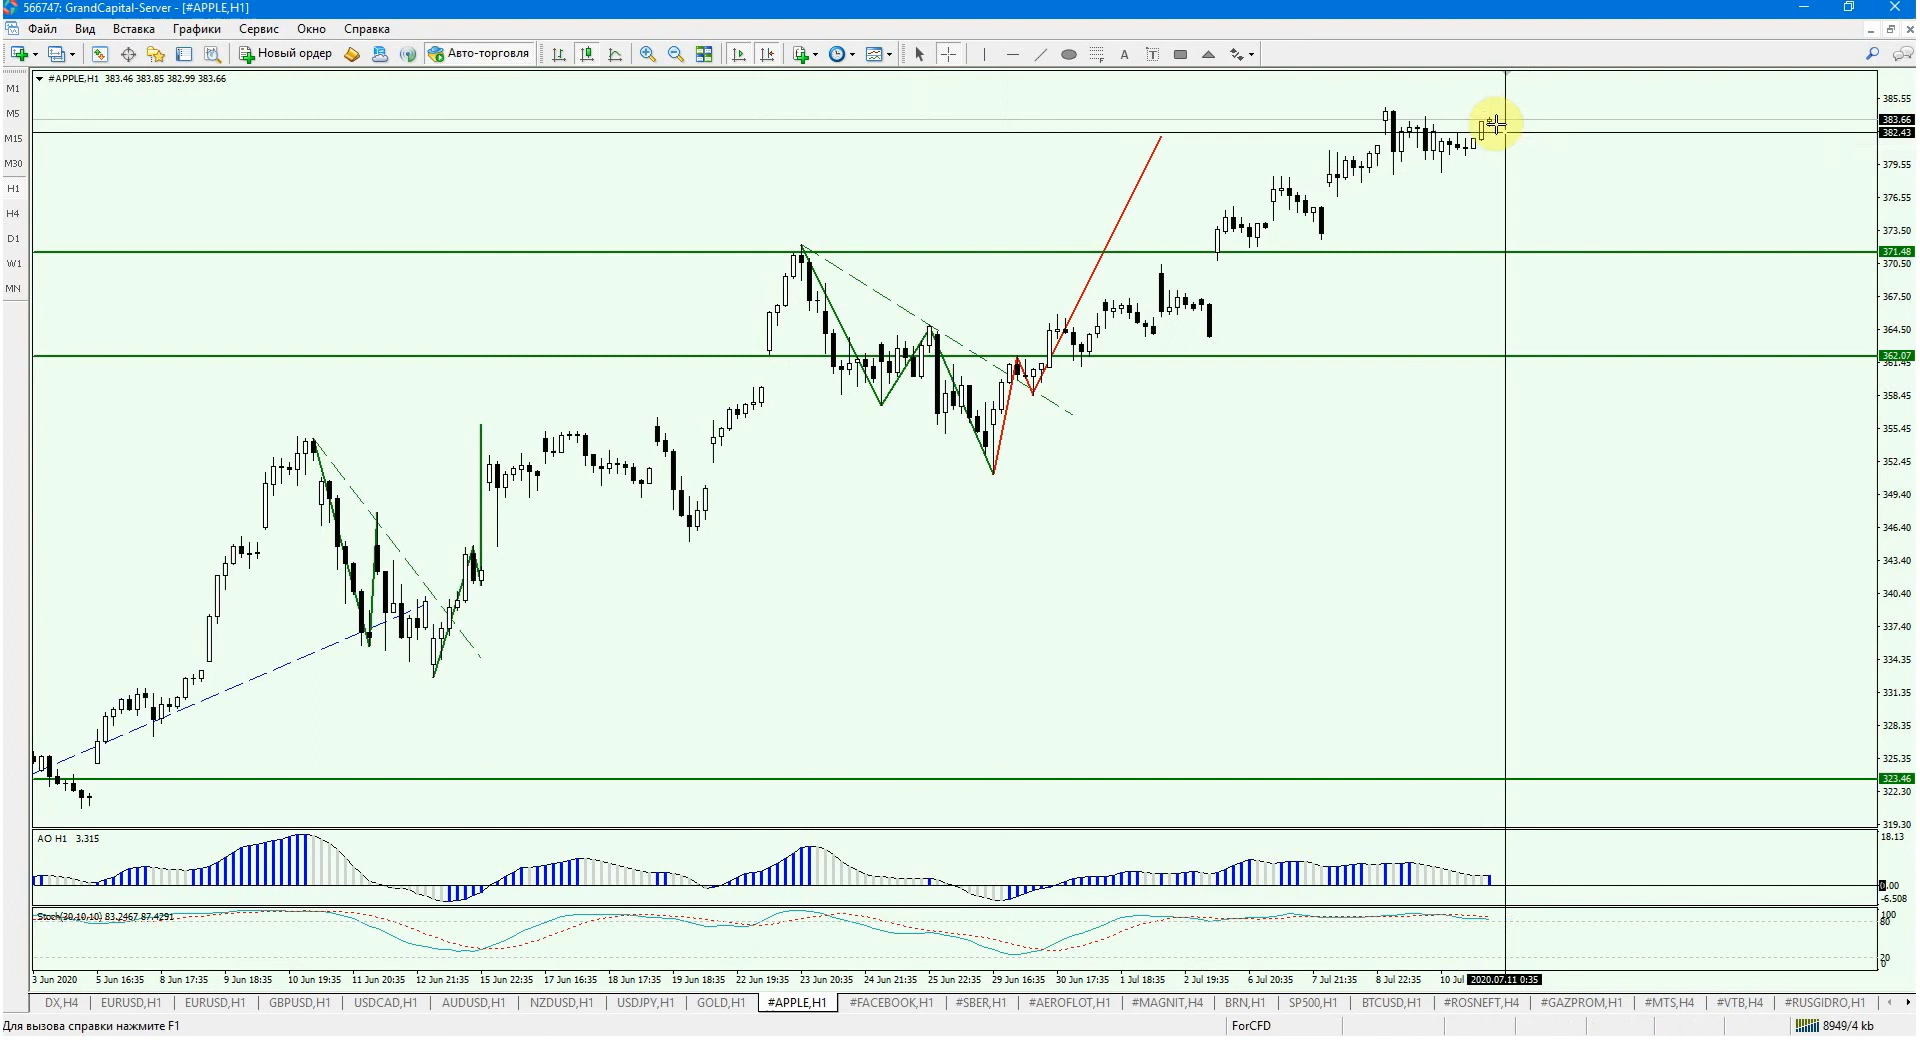 566747: GrandCapital-Server - [#APPLE,H1]
Файл Вид Вставка Графики Сервис Окно Справка
Новый ордер Авто-торговля
M1
M5
M15
M30
H1
H4
D1
W1
MN
#APPLE,H1 383.46 383.85 382.99 383.66
385.55
383.66
382.43
379.55
376.55
373.50
371.48
370.50
367.50
364.50
362.07
361.45
358.45
355.45
352.45
349.40
346.40
343.40
340.40
337.40
334.35
331.35
328.35
325.35
323.46
322.30
319.30
AO H1 3.315
18.13
0.00
-6.508
Stoch(30,10,10) 83.2467 87.4291
100
80
20
0
3 Jun 2020 5 Jun 16:35 8 Jun 17:35 9 Jun 18:35 10 Jun 19:35 11 Jun 20:35 12 Jun 21:35 15 Jun 22:35 17 Jun 16:35 18 Jun 17:35 19 Jun 18:35 22 Jun 19:35 23 Jun 20:35 24 Jun 21:35 25 Jun 22:35 29 Jun 16:35 30 Jun 17:35 1 Jul 18:35 2 Jul 19:35 6 Jul 20:35 7 Jul 21:35 8 Jul 22:35 10 Jul 2020.07.11 0:35
DX,H4 EURUSD,H1 EURUSD,H1 GBPUSD,H1 USDCAD,H1 AUDUSD,H1 NZDUSD,H1 USDJPY,H1 GOLD,H1 #APPLE,H1 #FACEBOOK,H1 #SBER,H1 #AEROFLOT,H1 #MAGNIT,H4 BRN,H1 SP500,H1 BTCUSD,H1 #ROSNEFT,H4 #GAZPROM,H1 #MTS,H4 #VTB,H4 #RUSGIDRO,H1
Для вызова справки нажмите F1 ForCFD 8949/4 kb